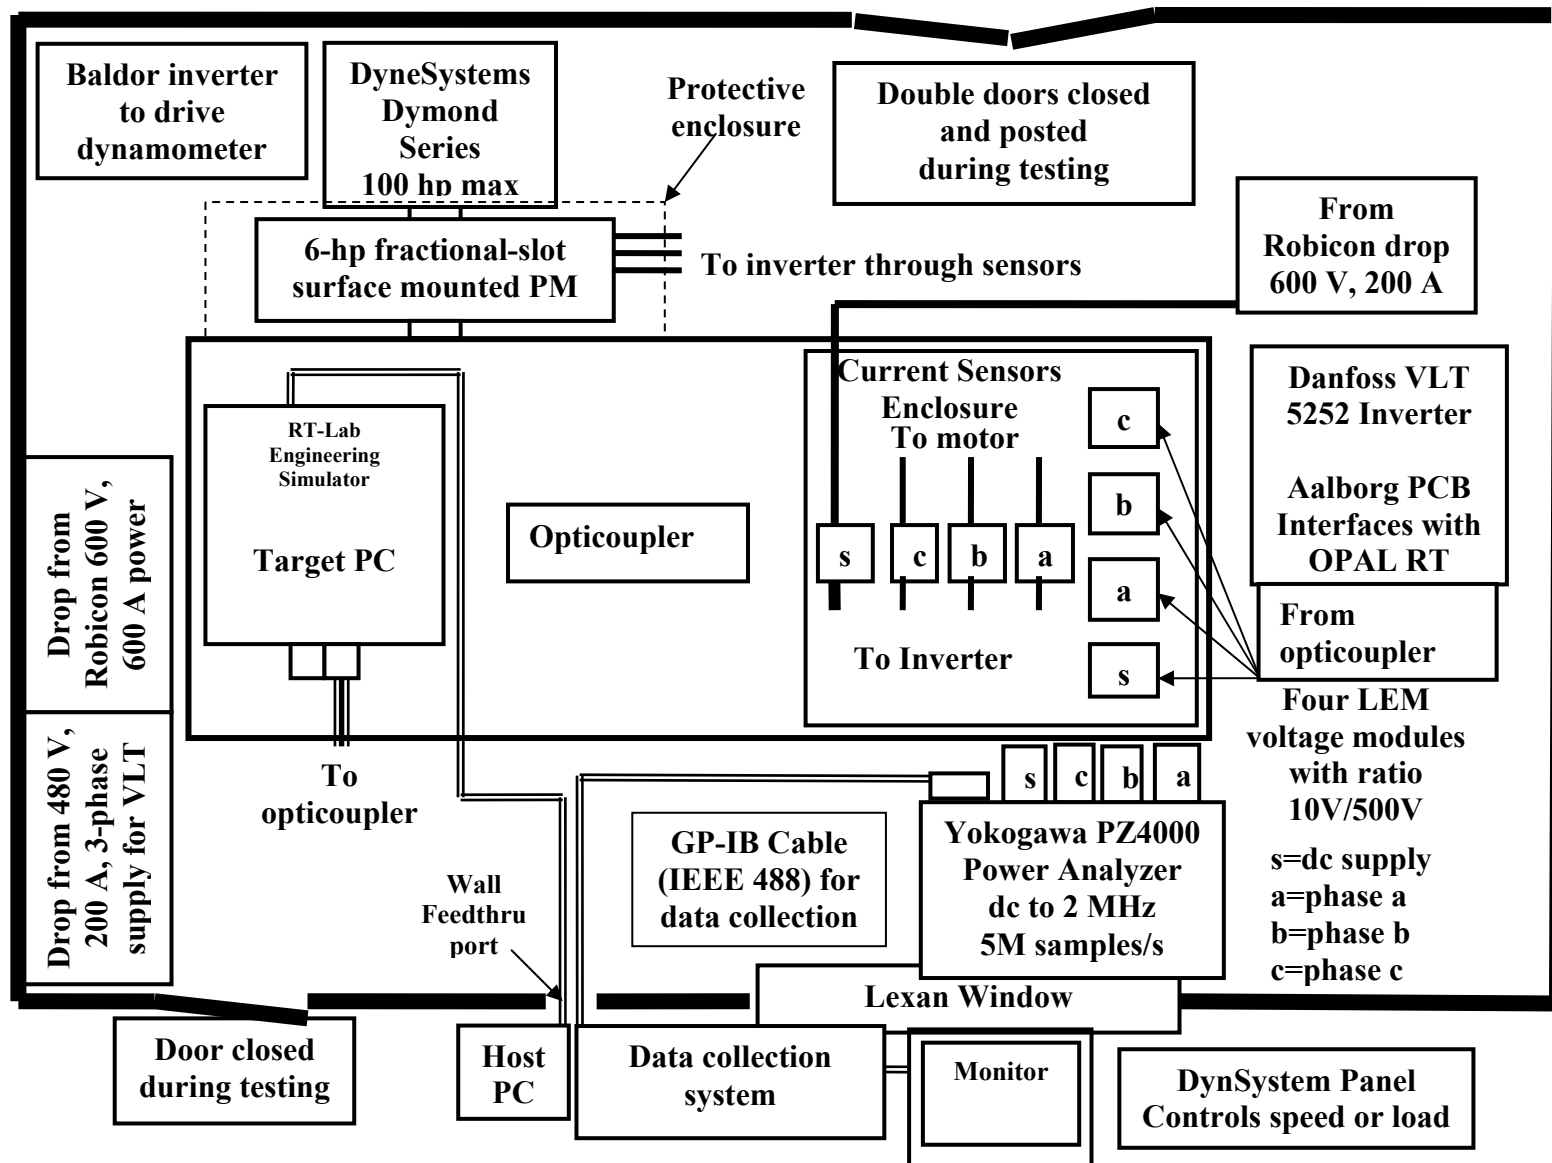 Baldor inverter
to drive
dynamometer
DyneSystems
Dymond
Series
100 hp max
Protective
enclosure
Double doors closed
and posted
during testing
From
Robicon drop
600 V, 200 A
6-hp fractional-slot
surface mounted PM
To inverter through sensors
Current Sensors
Enclosure
To motor
c
b
a
s
s
c
b
a
To Inverter
Danfoss VLT
5252 Inverter
Aalborg PCB
Interfaces with
OPAL RT
From
opticoupler
RT-Lab
Engineering
Simulator
Target PC
Opticoupler
Drop from
Robicon 600 V,
600 A power
Drop from 480 V,
200 A, 3-phase
supply for VLT
To
opticoupler
Four LEM
voltage modules
with ratio
10V/500V
s=dc supply
a=phase a
b=phase b
c=phase c
s
c
b
a
GP-IB Cable
(IEEE 488) for
data collection
Yokogawa PZ4000
Power Analyzer
dc to 2 MHz
5M samples/s
Wall
Feedthru
port
Lexan Window
Door closed
during testing
Host
PC
Data collection
system
Monitor
DynSystem Panel
Controls speed or load